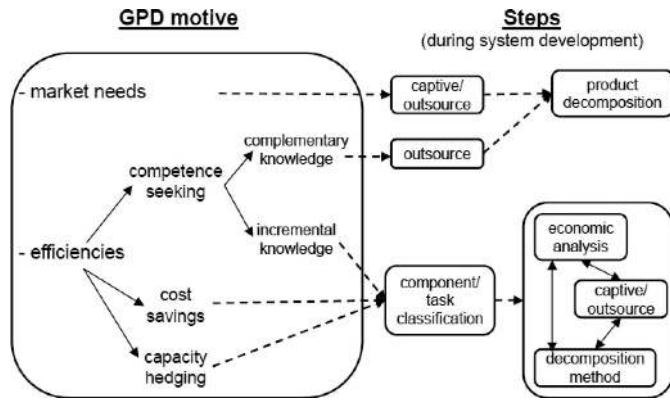 GPD motive
Steps
(during system development)
- market needs
captive/
outsource
product
decomposition
complementary
knowledge
outsource
competence
seeking
incremental
knowledge
- efficiencies
cost
savings
capacity
hedging
component/
task
classification
economic
analysis
captive/
outsource
decomposition
method